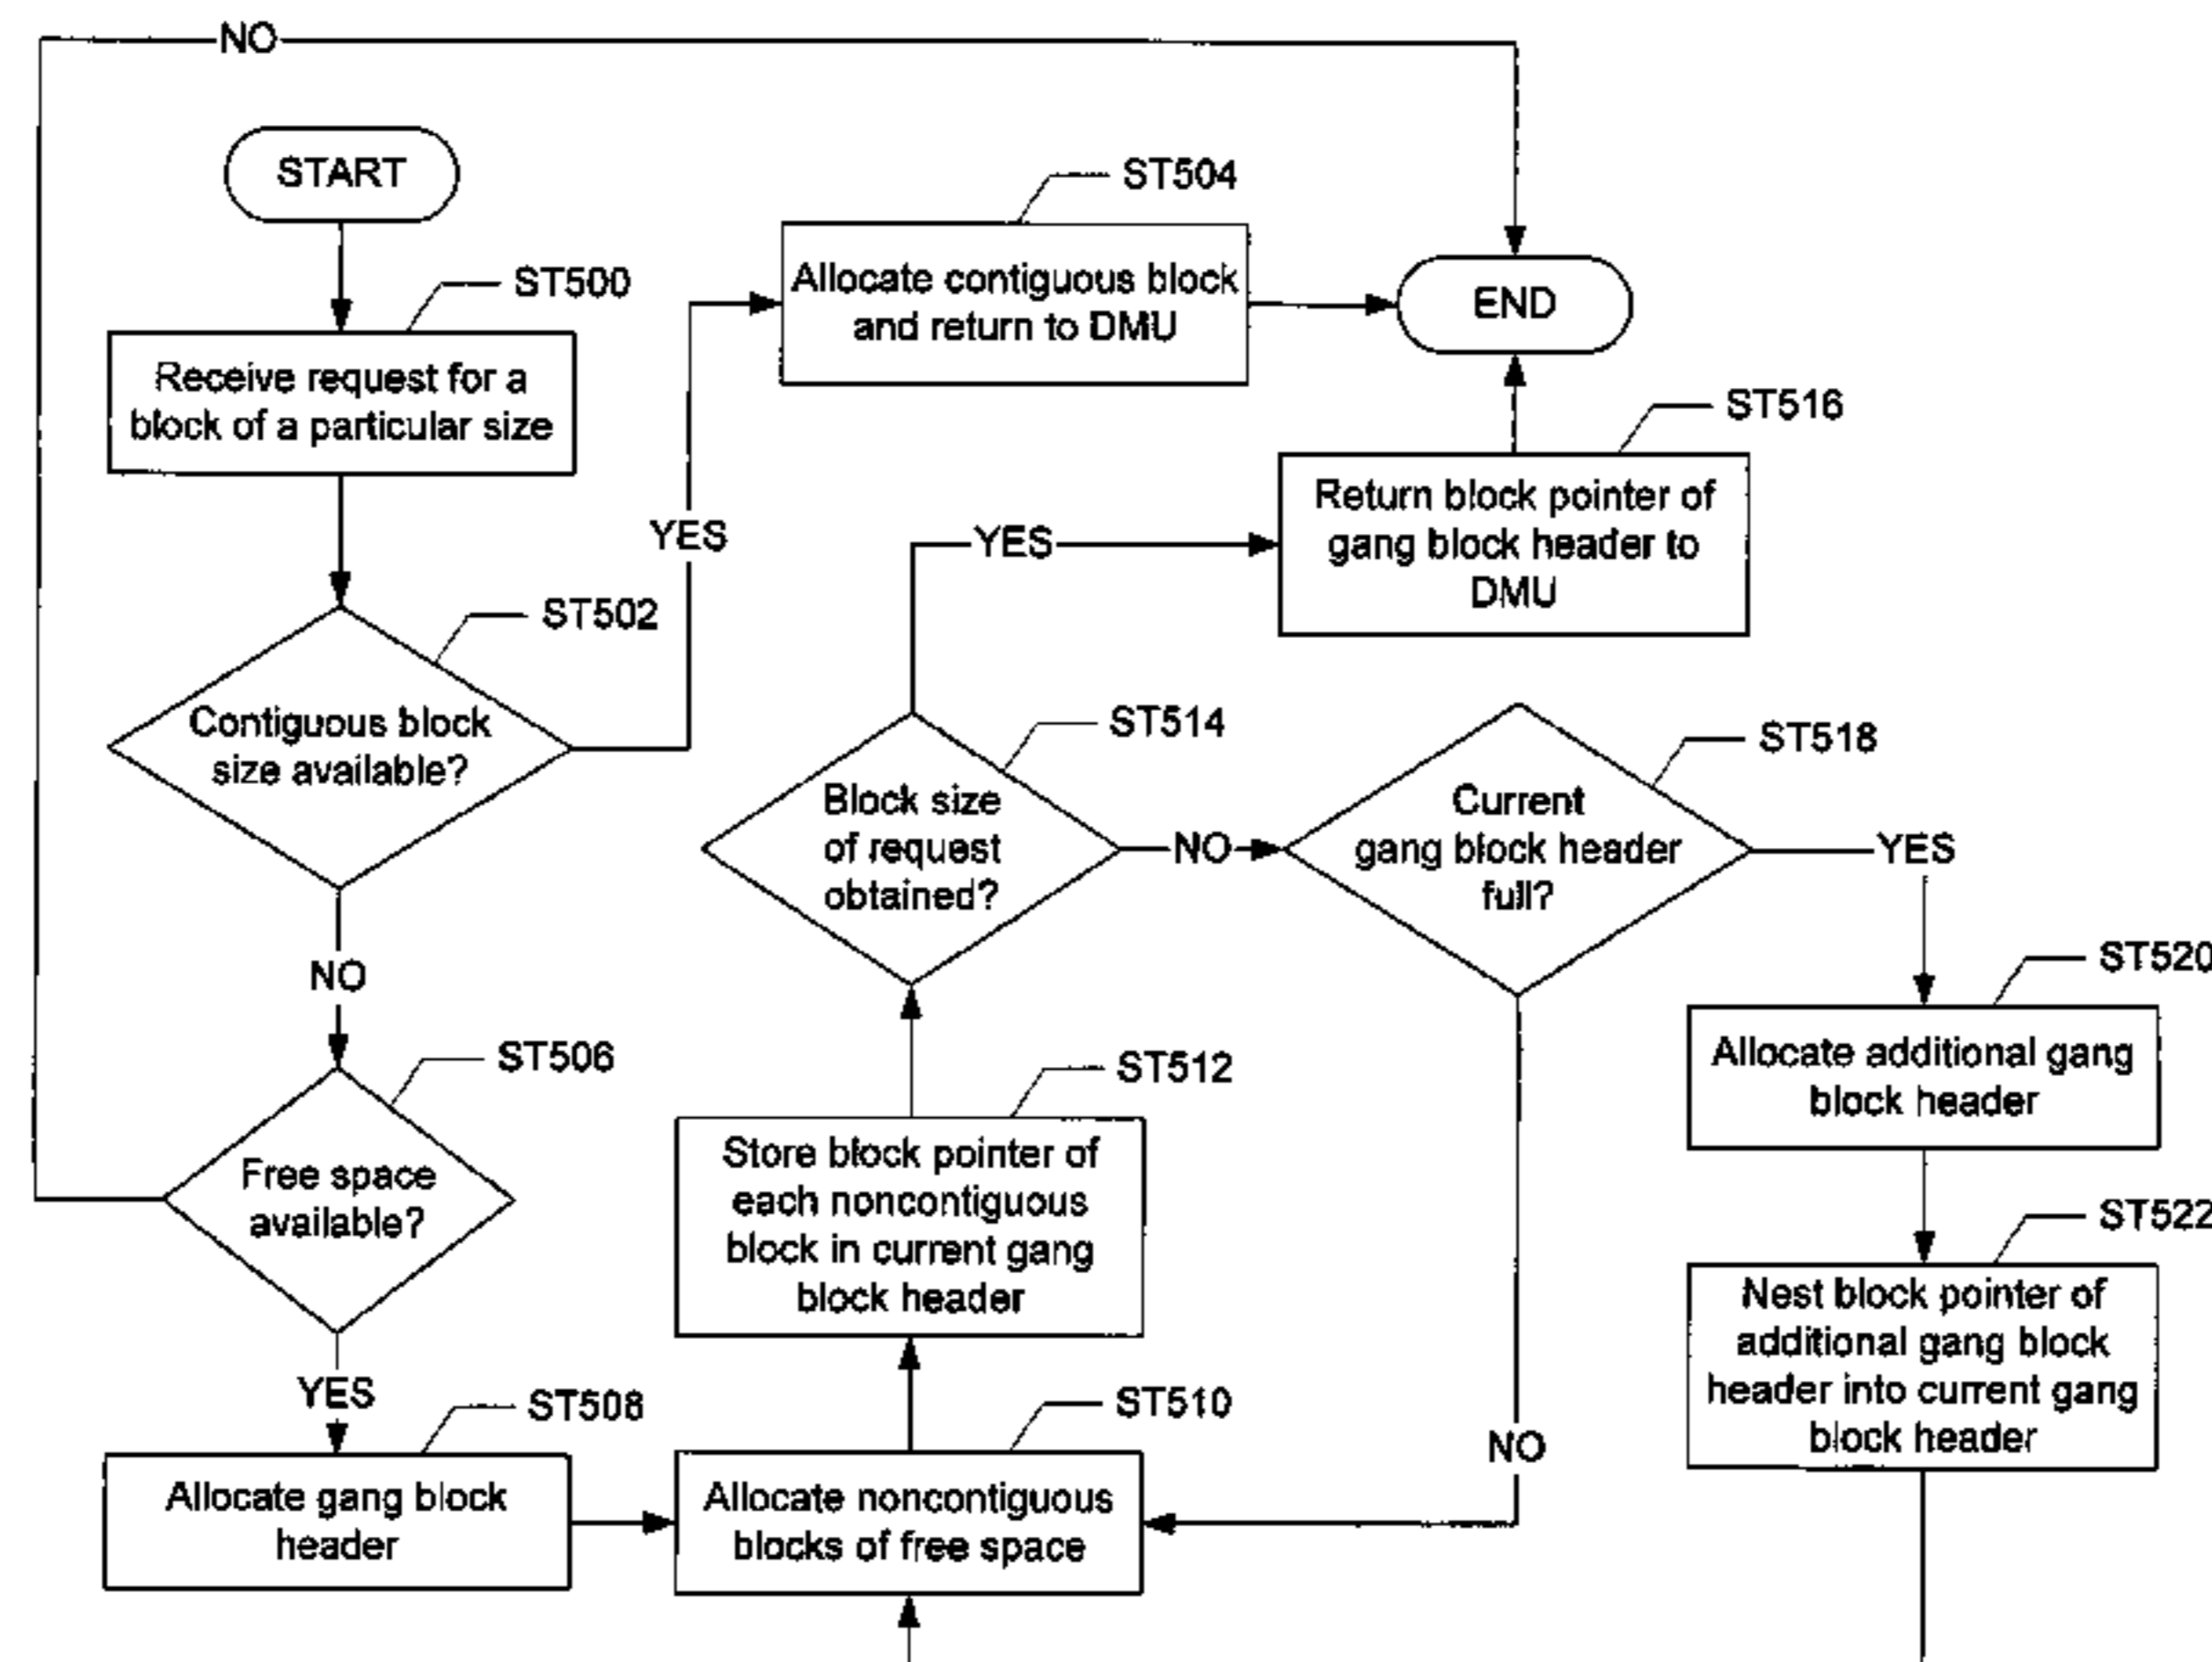 NO
START
ST500
Receive request for a
block of a particular size
ST502
Contiguous block
size available?
YES
ST504
Allocate contiguous block
and return to DMU
END
NO
ST506
Free space
available?
YES
ST508
Allocate gang block
header
ST510
Allocate noncontiguous
blocks of free space
ST512
Store block pointer of
each noncontiguous
block in current gang
block header
ST514
Block size
of request
obtained?
YES
ST516
Return block pointer of
gang block header to
DMU
NO
ST518
Current
gang block header
full?
YES
NO
ST520
Allocate additional gang
block header
ST522
Nest block pointer of
additional gang block
header into current gang
block header